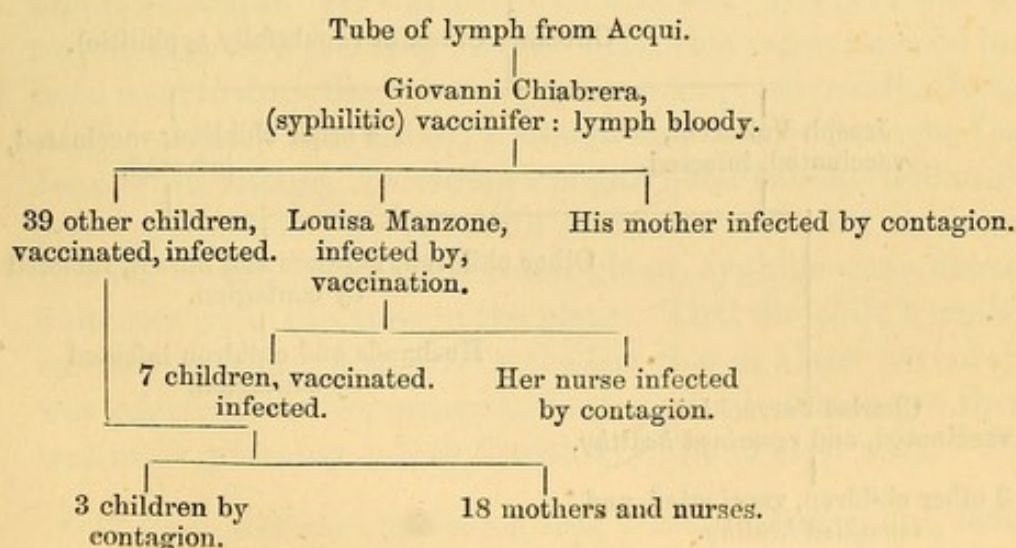 Tube of lymph from Acqui.
Giovanni Chiabrera,
(syphilitic) vaccinifer : lymph bloody.
39 other children,
vaccinated, infected.
Louisa Manzone,
infected by,
vaccination.
His mother infected by contagion.
7 children, vaccinated.
infected.
Her nurse infected
by contagion.
3 children by
contagion.
18 mothers and nurses.